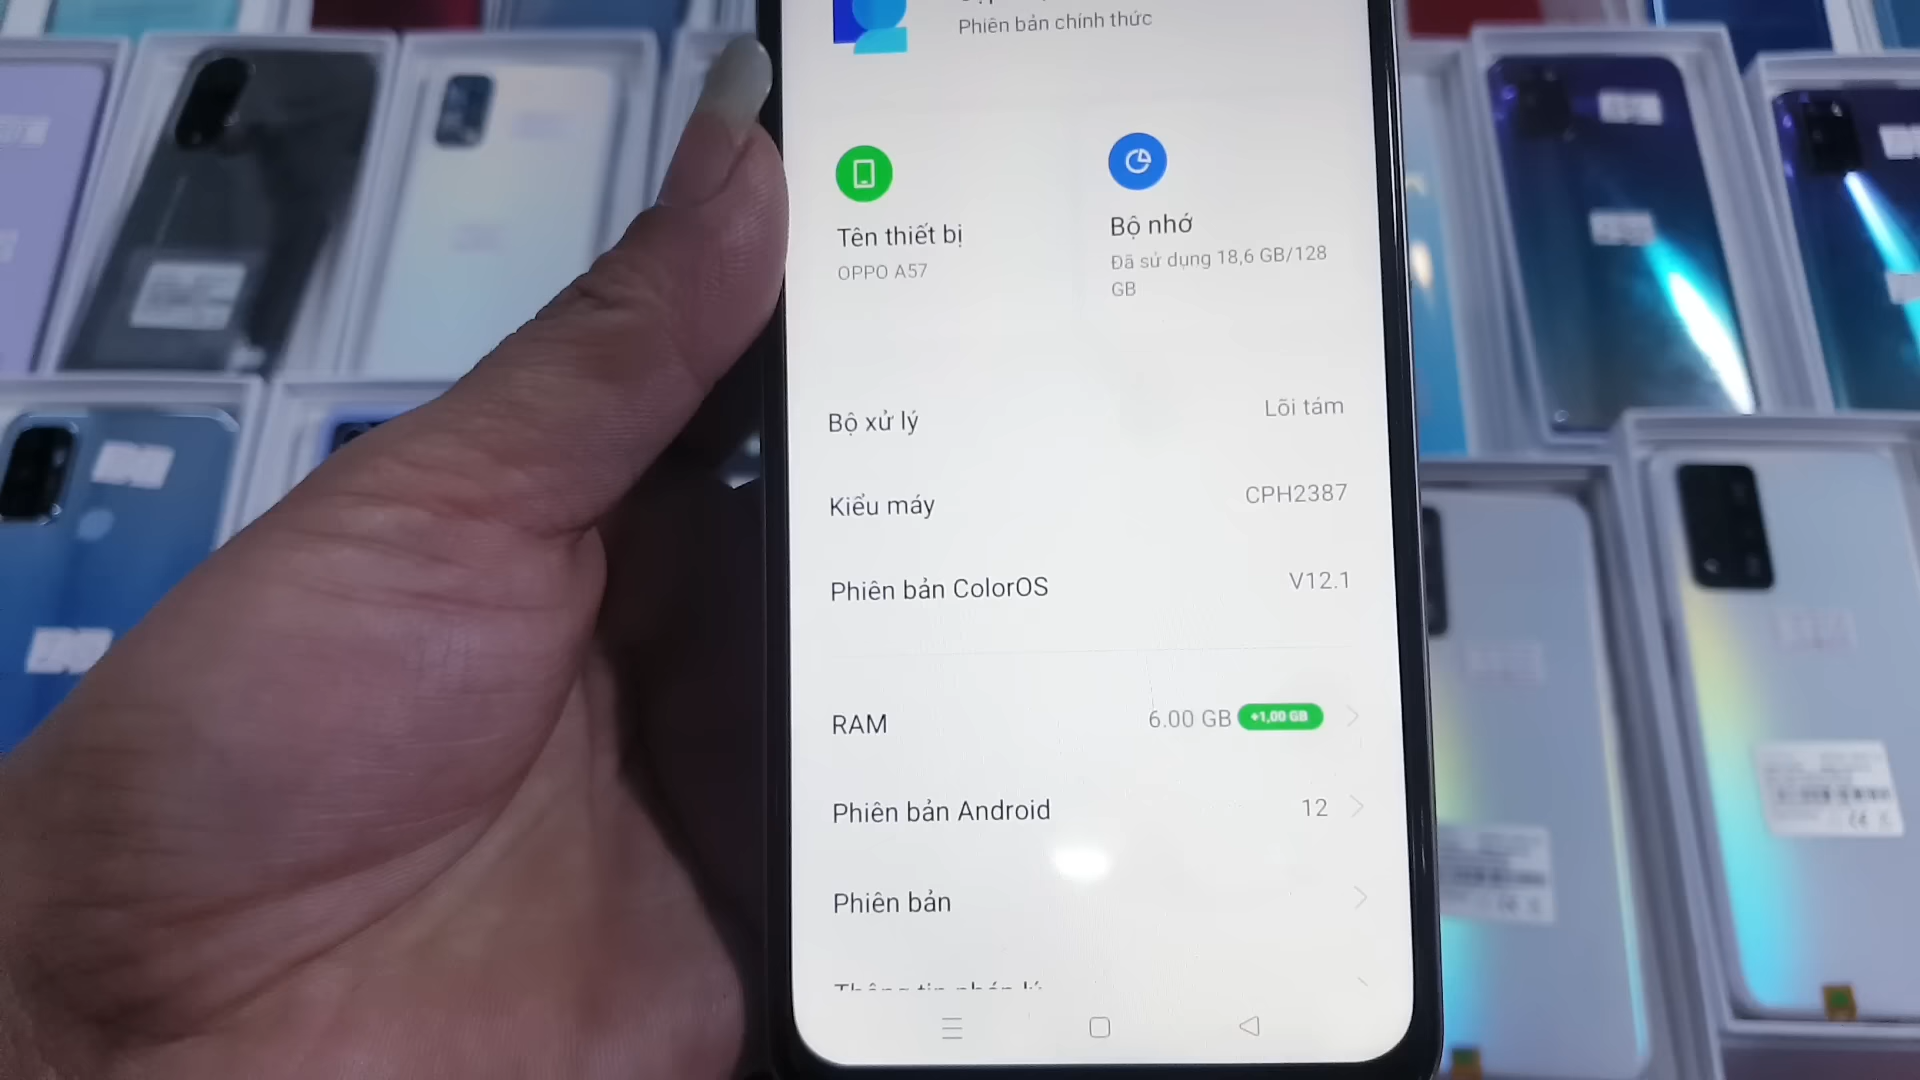 Phiên bản chính thức
Tên thiết bị
OPPO A57
Bộ nhớ
Đã sử dụng 18,6 GB/128
GB
Bộ xử lý
Lõi tám
Kiểu máy
CPH2387
Phiên bản ColorOS
V12.1
RAM
6.00 GB
+1,00 GB
Phiên bản Android
12
Phiên bản